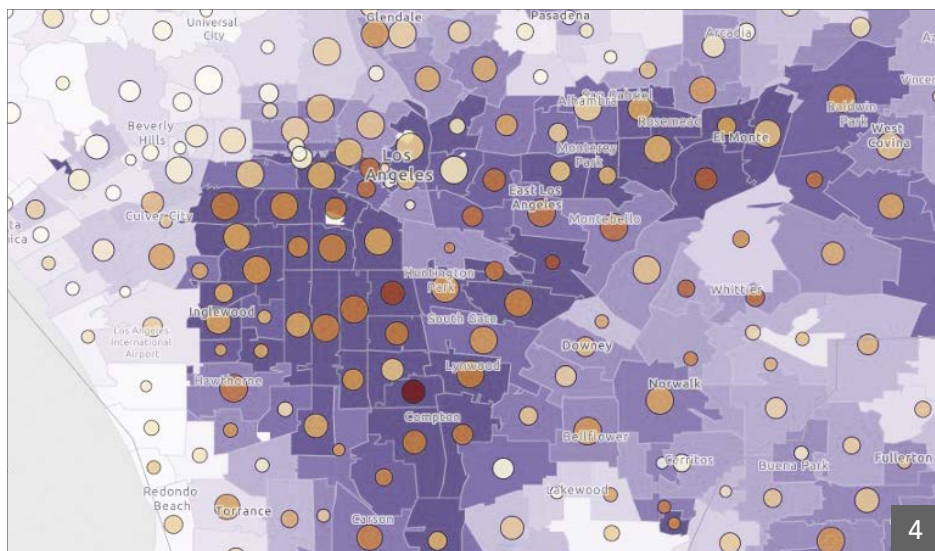 Universal
City
Glendale
Pasadena
Arcadia
San Gabriel
Alhambra
Rosemead
Baldwin
Park
Beverly
Hills
El Monte
West
Covina
Los
Angeles
Monterey
Park
East Los
Angeles
Montebello
Culver City
Huntington
Park
Whittier
Inglewood
South Gate
Los Angeles
International
Airport
Downey
Lynwood
Hawthorne
Norwalk
Compton
Bellflower
Cerritos
Buena Park
Fullerton
Redondo
Beach
Lakewood
Torrance
Carson
4